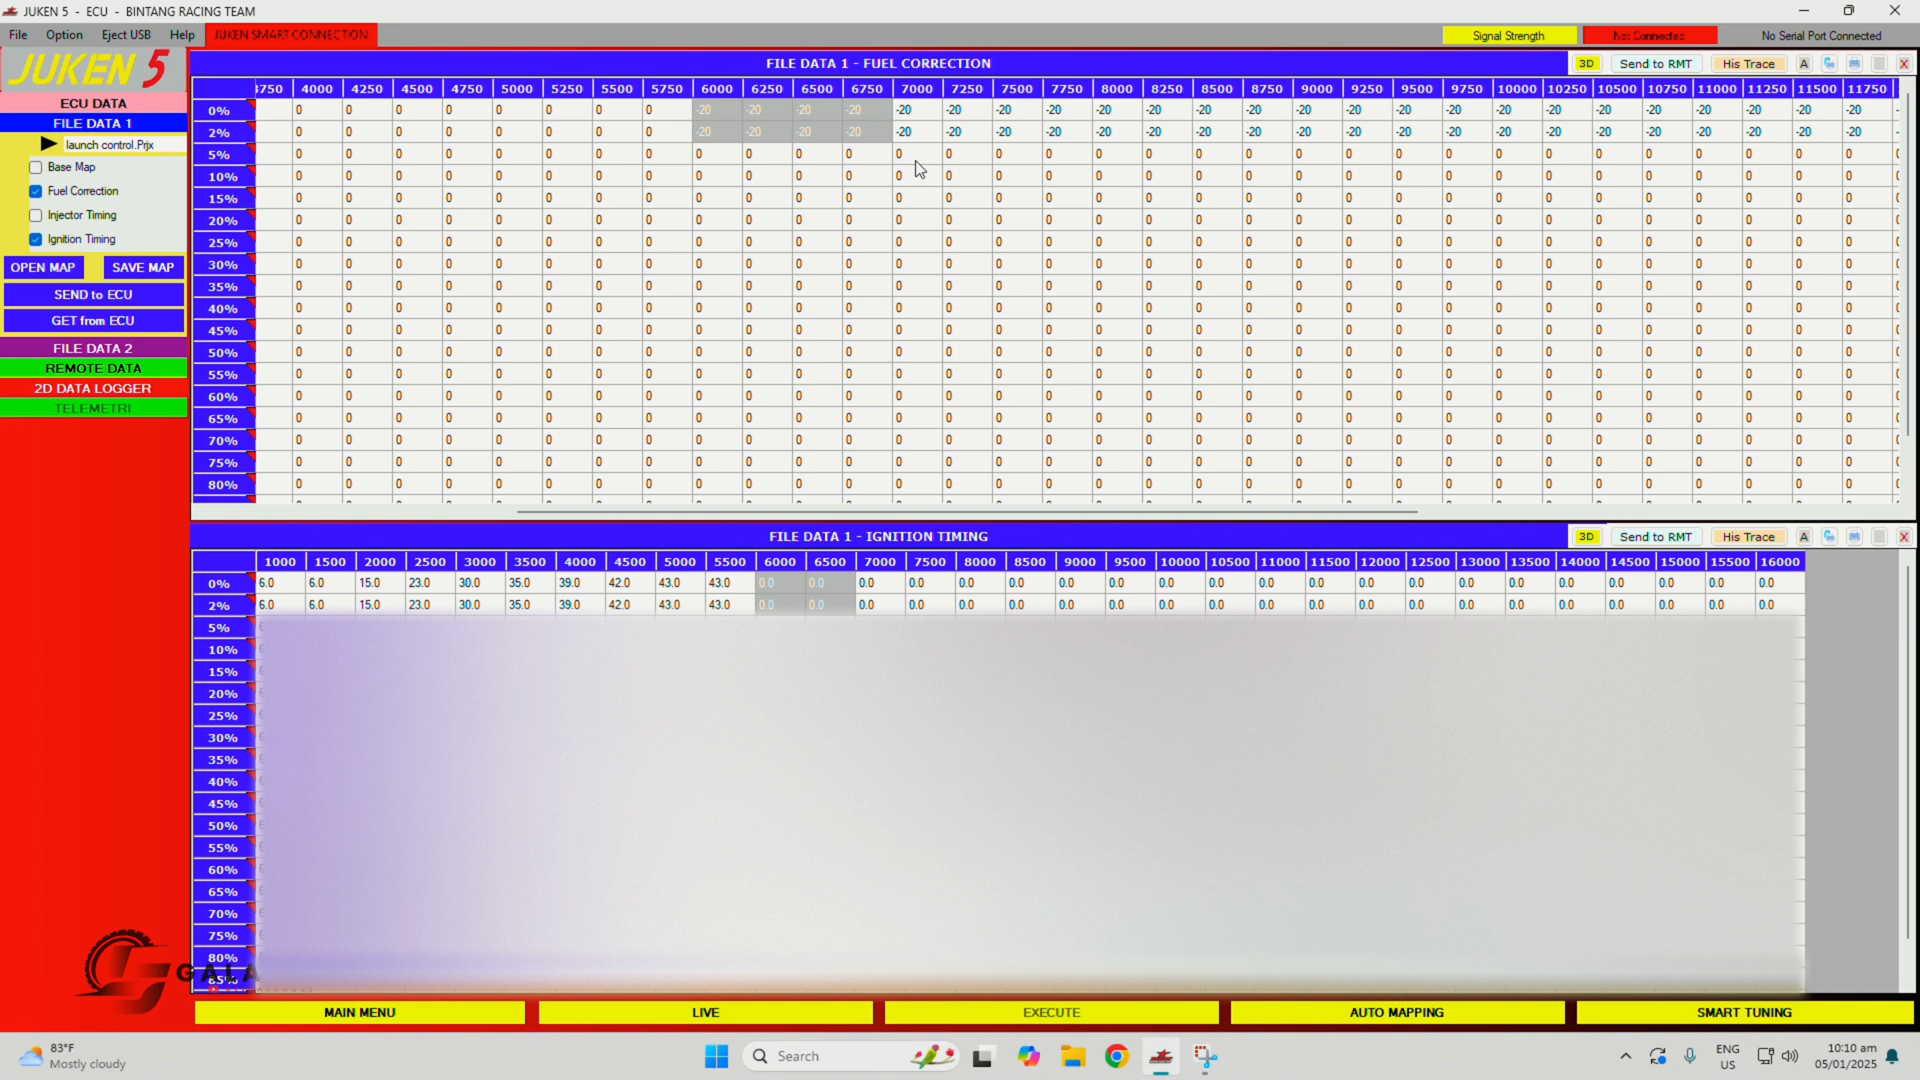 JUKEN 5 - ECU - BINTANG RACING TEAM
File Option Eject USB Help JUKEN SMART CONNECTION Signal Strength Not Connected No Serial Port Connected
JUKEN 5
ECU DATA
FILE DATA 1
launch control.Prjx
Base Map
Fuel Correction
Injector Timing
Ignition Timing
OPEN MAP SAVE MAP
SEND to ECU
GET from ECU
FILE DATA 2
REMOTE DATA
2D DATA LOGGER
TELEMETRI
FILE DATA 1 - FUEL CORRECTION 3D Send to RMT His Trace A X
4000 4250 4500 4750 5000 5250 5500 5750 6000 6250 6500 6750 7000 7250 7500 7750 8000 8250 8500 8750 9000 9250 9500 9750 10000 10250 10500 10750 11000 11250 11500 11750
0% 0 0 0 0 0 0 0 0 -20 -20 -20 -20 -20 -20 -20 -20 -20 -20 -20 -20 -20 -20 -20 -20 -20 -20 -20 -20 -20 -20 -20 -20
2% 0 0 0 0 0 0 0 0 -20 -20 -20 -20 -20 -20 -20 -20 -20 -20 -20 -20 -20 -20 -20 -20 -20 -20 -20 -20 -20 -20 -20 -20
5% 0 0 0 0 0 0 0 0 0 0 0 0 0 0 0 0 0 0 0 0 0 0 0 0 0 0 0 0 0 0 0 0
10% 0 0 0 0 0 0 0 0 0 0 0 0 0 0 0 0 0 0 0 0 0 0 0 0 0 0 0 0 0 0 0 0
15% 0 0 0 0 0 0 0 0 0 0 0 0 0 0 0 0 0 0 0 0 0 0 0 0 0 0 0 0 0 0 0 0
20% 0 0 0 0 0 0 0 0 0 0 0 0 0 0 0 0 0 0 0 0 0 0 0 0 0 0 0 0 0 0 0 0
25% 0 0 0 0 0 0 0 0 0 0 0 0 0 0 0 0 0 0 0 0 0 0 0 0 0 0 0 0 0 0 0 0
30% 0 0 0 0 0 0 0 0 0 0 0 0 0 0 0 0 0 0 0 0 0 0 0 0 0 0 0 0 0 0 0 0
35% 0 0 0 0 0 0 0 0 0 0 0 0 0 0 0 0 0 0 0 0 0 0 0 0 0 0 0 0 0 0 0 0
40% 0 0 0 0 0 0 0 0 0 0 0 0 0 0 0 0 0 0 0 0 0 0 0 0 0 0 0 0 0 0 0 0
45% 0 0 0 0 0 0 0 0 0 0 0 0 0 0 0 0 0 0 0 0 0 0 0 0 0 0 0 0 0 0 0 0
50% 0 0 0 0 0 0 0 0 0 0 0 0 0 0 0 0 0 0 0 0 0 0 0 0 0 0 0 0 0 0 0 0
55% 0 0 0 0 0 0 0 0 0 0 0 0 0 0 0 0 0 0 0 0 0 0 0 0 0 0 0 0 0 0 0 0
60% 0 0 0 0 0 0 0 0 0 0 0 0 0 0 0 0 0 0 0 0 0 0 0 0 0 0 0 0 0 0 0 0
65% 0 0 0 0 0 0 0 0 0 0 0 0 0 0 0 0 0 0 0 0 0 0 0 0 0 0 0 0 0 0 0 0
70% 0 0 0 0 0 0 0 0 0 0 0 0 0 0 0 0 0 0 0 0 0 0 0 0 0 0 0 0 0 0 0 0
75% 0 0 0 0 0 0 0 0 0 0 0 0 0 0 0 0 0 0 0 0 0 0 0 0 0 0 0 0 0 0 0 0
80% 0 0 0 0 0 0 0 0 0 0 0 0 0 0 0 0 0 0 0 0 0 0 0 0 0 0 0 0 0 0 0 0
FILE DATA 1 - IGNITION TIMING 3D Send to RMT His Trace A X
1000 1500 2000 2500 3000 3500 4000 4500 5000 5500 6000 6500 7000 7500 8000 8500 9000 9500 10000 10500 11000 11500 12000 12500 13000 13500 14000 14500 15000 15500 16000
0% 6.0 6.0 15.0 23.0 30.0 35.0 39.0 42.0 43.0 43.0 0.0 0.0 0.0 0.0 0.0 0.0 0.0 0.0 0.0 0.0 0.0 0.0 0.0 0.0 0.0 0.0 0.0 0.0 0.0 0.0 0.0
2% 6.0 6.0 15.0 23.0 30.0 35.0 39.0 42.0 43.0 43.0 0.0 0.0 0.0 0.0 0.0 0.0 0.0 0.0 0.0 0.0 0.0 0.0 0.0 0.0 0.0 0.0 0.0 0.0 0.0 0.0 0.0
5%
10%
15%
20%
25%
30%
35%
40%
45%
50%
55%
60%
65%
70%
75%
80%
85%
GALA
MAIN MENU LIVE EXECUTE AUTO MAPPING SMART TUNING
83°F
Mostly cloudy
Search
ENG
US
10:10 am
05/01/2025